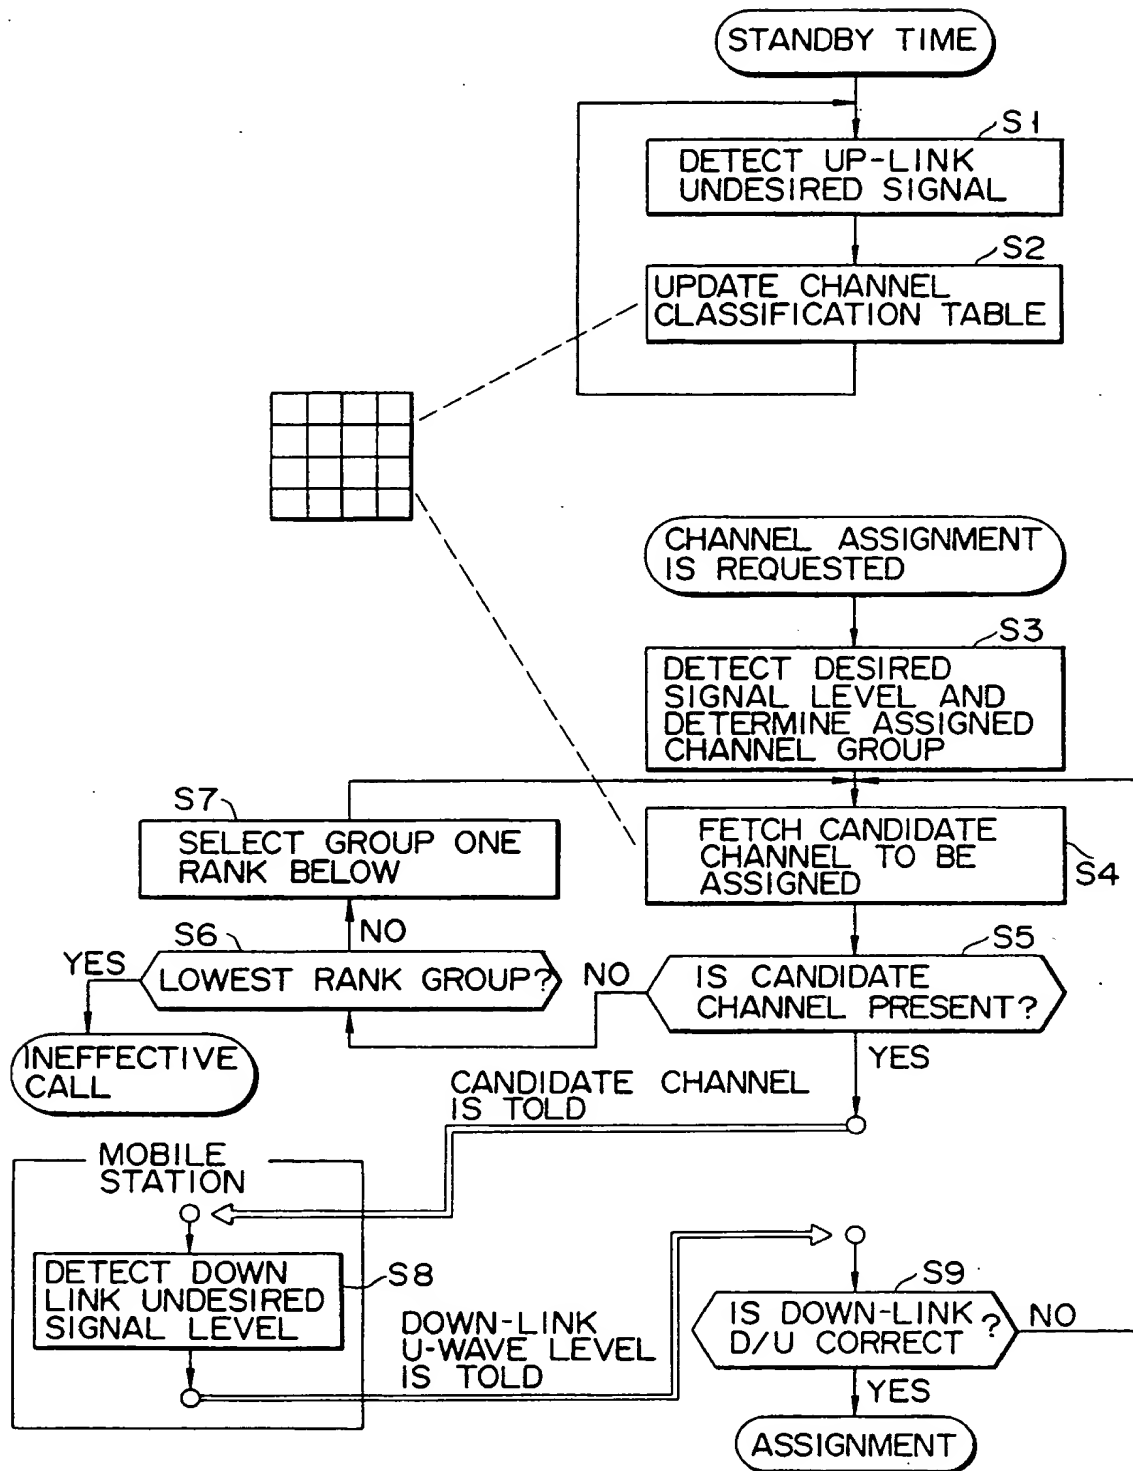 STANDBY TIME
S1
DETECT UP-LINK
UNDESIRED SIGNAL
S2
UPDATE CHANNEL
CLASSIFICATION TABLE
CHANNEL ASSIGNMENT
IS REQUESTED
S3
DETECT DESIRED
SIGNAL LEVEL AND
DETERMINE ASSIGNED
CHANNEL GROUP
S7
SELECT GROUP ONE
RANK BELOW
FETCH CANDIDATE
CHANNEL TO BE
ASSIGNED
S4
S6
NO
YES
LOWEST RANK GROUP?
S5
NO
IS CANDIDATE
CHANNEL PRESENT?
YES
INEFFECTIVE
CALL
CANDIDATE CHANNEL
IS TOLD
MOBILE
STATION
DETECT DOWN
LINK UNDESIRED
SIGNAL LEVEL
S8
DOWN-LINK
U-WAVE LEVEL
IS TOLD
S9
IS DOWN-LINK
D/U CORRECT ?
NO
YES
ASSIGNMENT